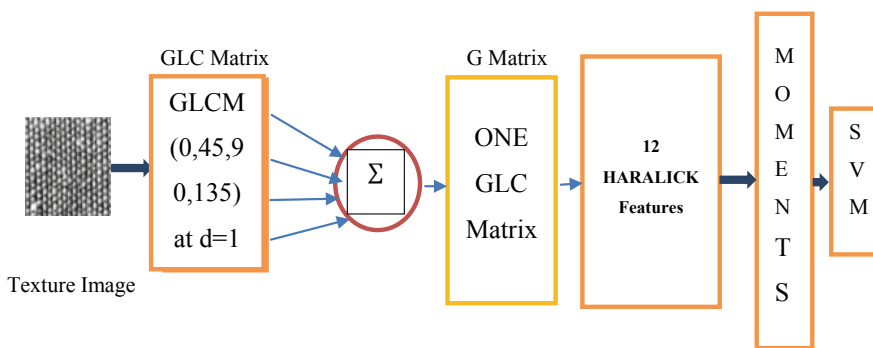 GLC Matrix
GLCM
(0,45,9
0,135)
at d=1
Texture Image
Σ
G Matrix
ONE
GLC
Matrix
12
HARALICK
Features
M
O
M
E
N
T
S
S
V
M